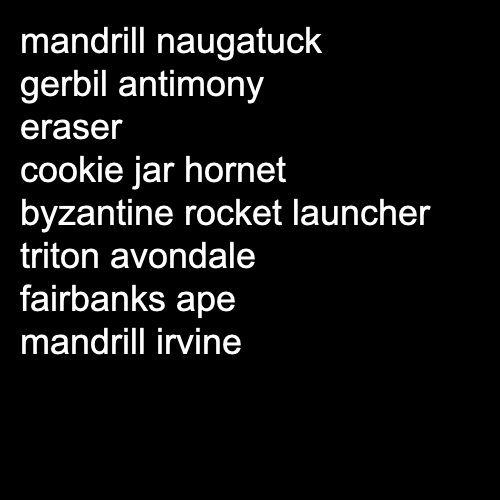 mandrill naugatuck
gerbil antimony
eraser
cookie jar hornet
byzantine rocket launcher
triton avondale
fairbanks ape
mandrill irvine